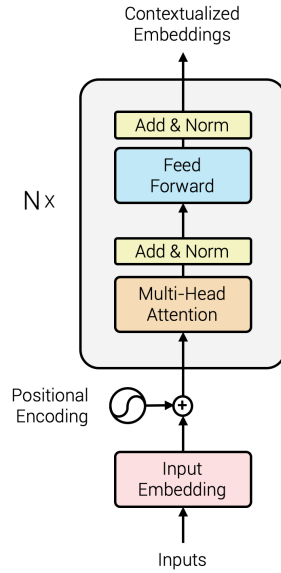 Contextualized
Embeddings
Add & Norm
Feed
Forward
N x
Add & Norm
Multi-Head
Attention
Positional
Encoding
+
Input
Embedding
Inputs